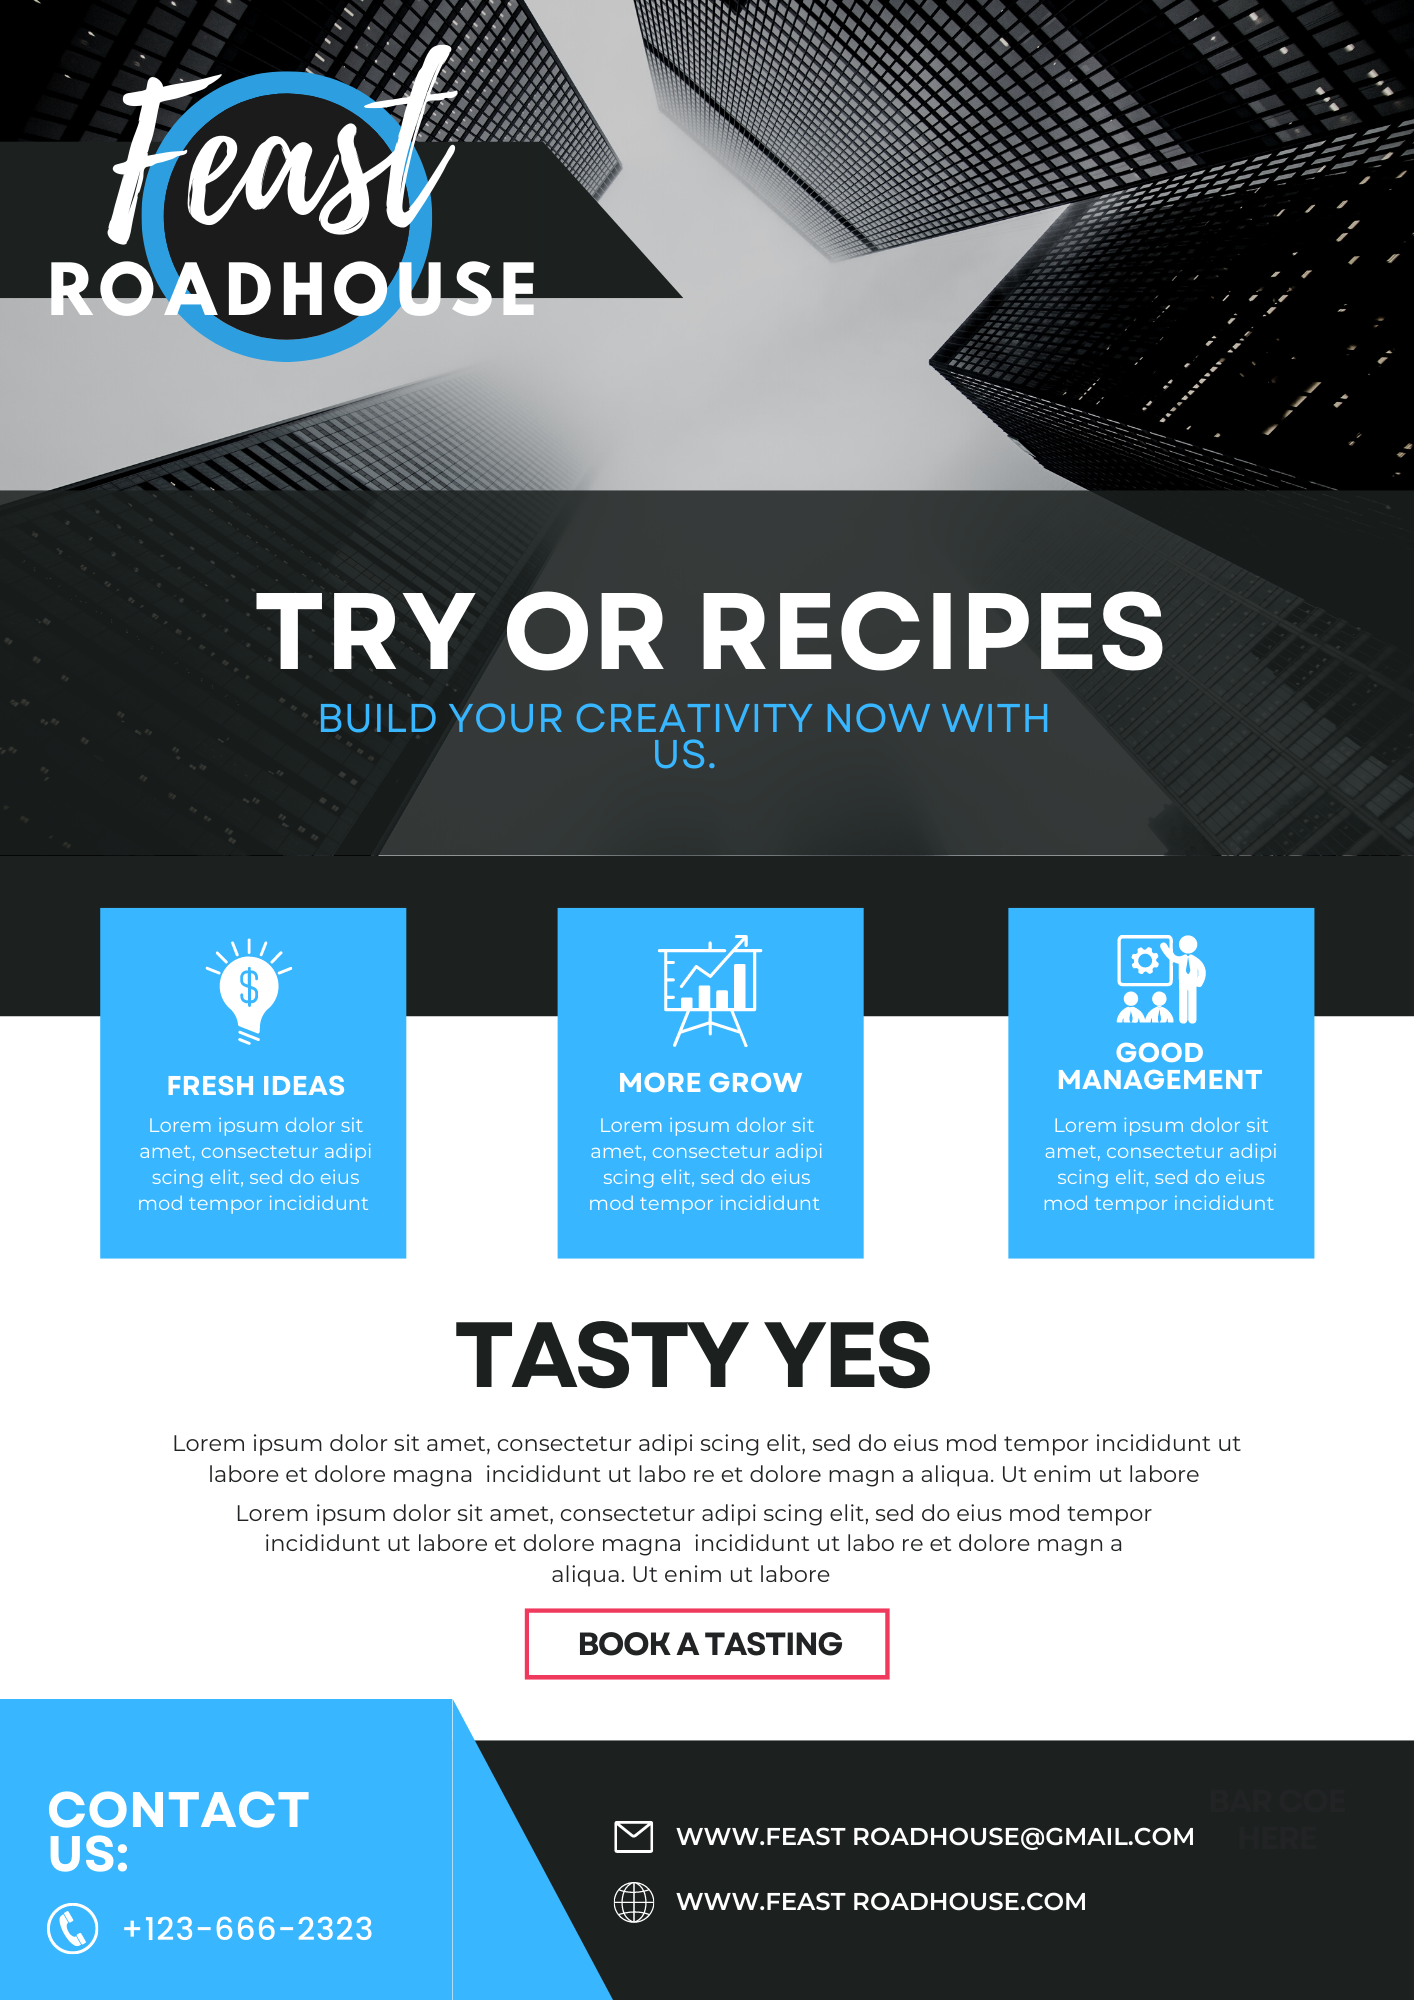 Feast
ROADHOUSE
TRY OR RECIPES
BUILD YOUR CREATIVITY NOW WITH
US.
$
FRESH IDEAS
Lorem ipsum dolor sit
amet, consectetur adipi
scing elit, sed do eius
mod tempor incididunt
MORE GROW
Lorem ipsum dolor sit
amet, consectetur adipi
scing elit, sed do eius
mod tempor incididunt
GOOD
MANAGEMENT
Lorem ipsum dolor sit
amet, consectetur adipi
scing elit, sed do eius
mod tempor incididunt
TASTY YES
Lorem ipsum dolor sit amet, consectetur adipi scing elit, sed do eius mod tempor incididunt ut
labore et dolore magna  incididunt ut labo re et dolore magn a aliqua. Ut enim ut labore
Lorem ipsum dolor sit amet, consectetur adipi scing elit, sed do eius mod tempor
incididunt ut labore et dolore magna  incididunt ut labo re et dolore magn a
aliqua. Ut enim ut labore
BOOK A TASTING
CONTACT
US:
+123-666-2323
WWW.FEAST ROADHOUSE@GMAIL.COM
WWW.FEAST ROADHOUSE.COM
BAR COE
HERE